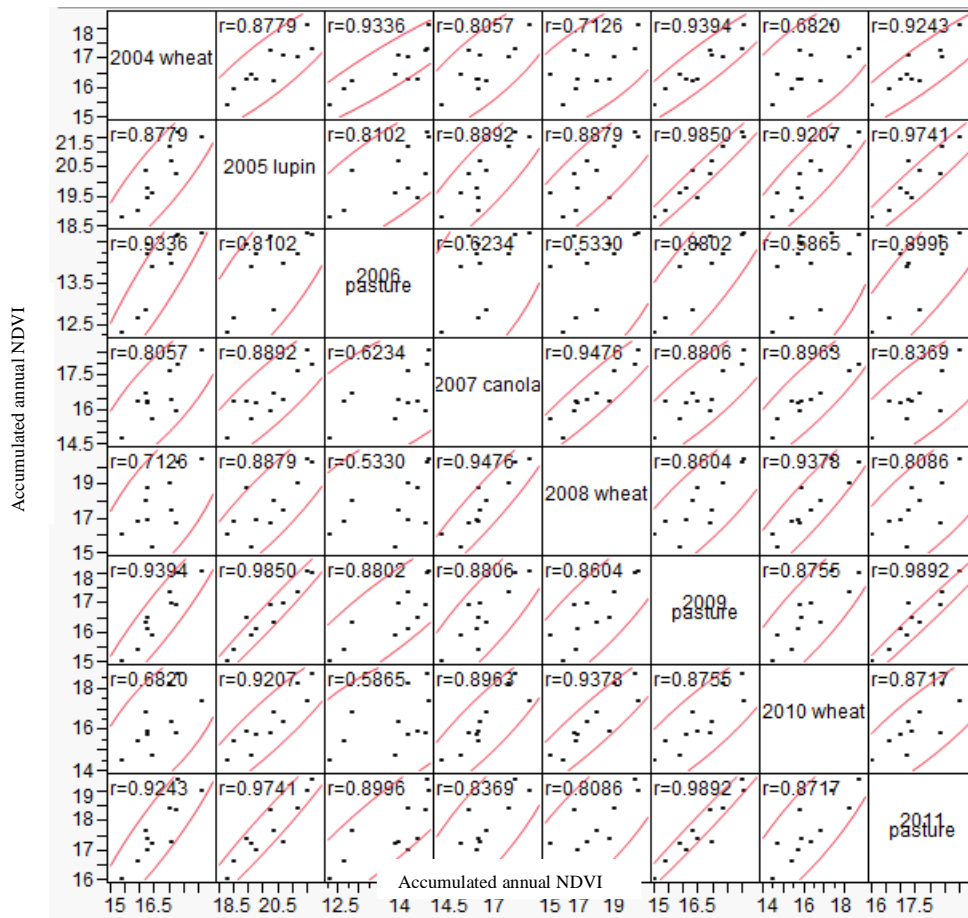 18 r=0.8779 r=0.9336 r=0.8057 r=0.7126 r=0.9394 r=0.6820 r=0.9243
17 2004 wheat
16
15
21.5 r=0.8779 r=0.8102 r=0.8892 r=0.8879 r=0.9850 r=0.9207 r=0.9741
20.5 2005 lupin
19.5
18.5
r=0.9336 r=0.8102 r=0.6234 r=0.5330 r=0.8802 r=0.5865 r=0.8996
13.5 2006
pasture
12.5
r=0.8057 r=0.8892 r=0.6234 r=0.9476 r=0.8806 r=0.8963 r=0.8369
17.5 2007 canola
16
14.5
r=0.7126 r=0.8879 r=0.5330 r=0.9476 r=0.8604 r=0.9378 r=0.8086
19 2008 wheat
17
15
18 r=0.9394 r=0.9850 r=0.8802 r=0.8806 r=0.8604 r=0.8755 r=0.9892
17 2009
16 pasture
15
18 r=0.6820 r=0.9207 r=0.5865 r=0.8963 r=0.9378 r=0.8755 r=0.8717
16 2010 wheat
14
19 r=0.9243 r=0.9741 r=0.8996 r=0.8369 r=0.8086 r=0.9892 r=0.8717
18 2011
17 pasture
16
15 16.5 18.5 20.5 12.5 14 14.5 17 15 17 19 15 16.5 14 16 18 16 17.5
Accumulated annual NDVI
Accumulated annual NDVI